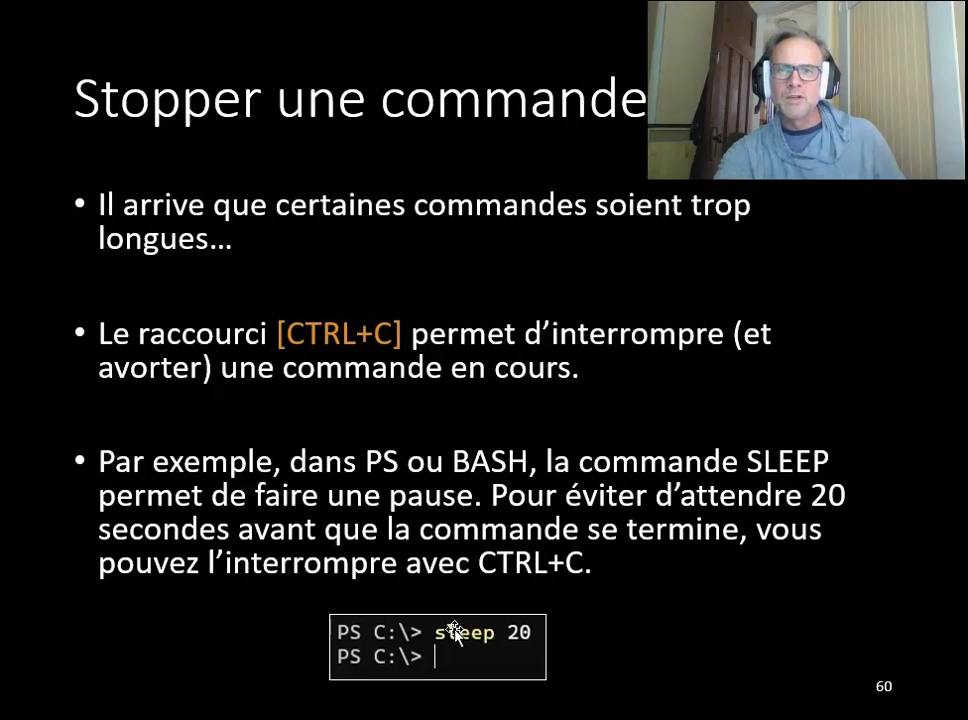 Stopper une commande
• Il arrive que certaines commandes soient trop
longues…
• Le raccourci [CTRL+C] permet d’interrompre (et
avorter) une commande en cours.
• Par exemple, dans PS ou BASH, la commande SLEEP
permet de faire une pause. Pour éviter d’attendre 20
secondes avant que la commande se termine, vous
pouvez l’interrompre avec CTRL+C.
PS C:\> sleep 20
PS C:\>
60